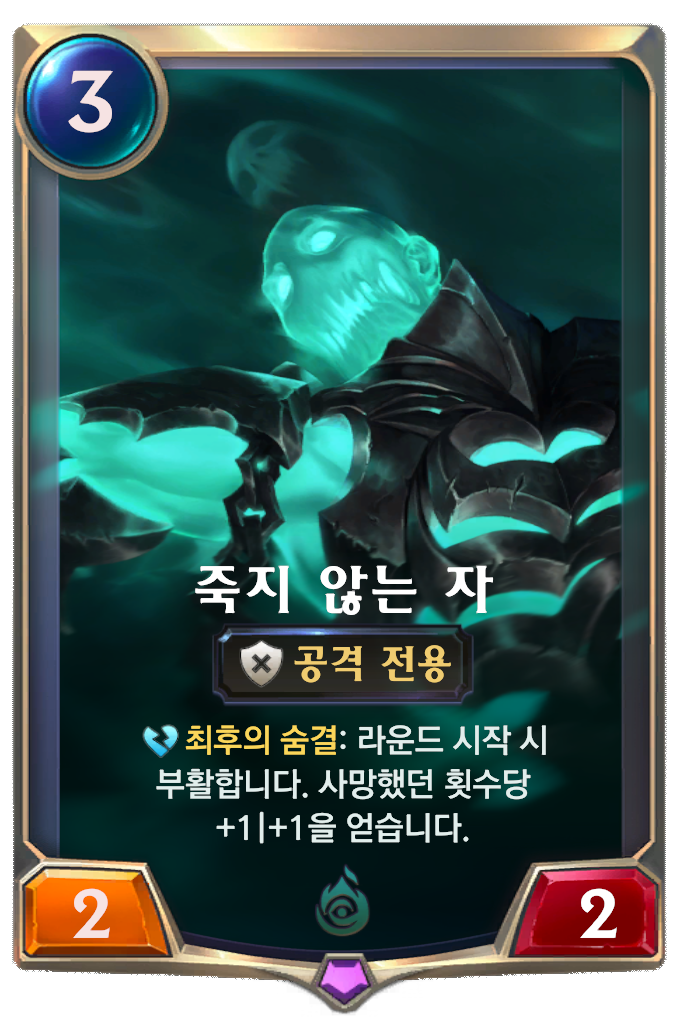 3
죽지 않는 자
공격 전용
최후의 숨결: 라운드 시작 시
부활합니다. 사망했던 횟수당
+1|+1을 얻습니다.
2
2